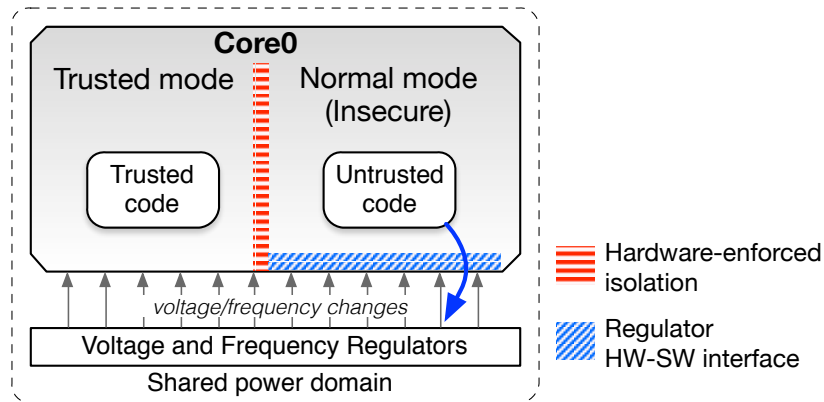 Core0
Trusted mode
Normal mode
(Insecure)
Trusted
code
Untrusted
code
voltage/frequency changes
Voltage and Frequency Regulators
Shared power domain
Hardware-enforced
isolation
Regulator
HW-SW interface